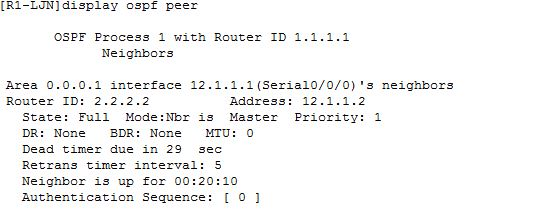 [R1-LJN]display ospf peer
OSPF Process 1 with Router ID 1.1.1.1
Neighbors
Area 0.0.0.1 interface 12.1.1.1(Serial0/0/0)'s neighbors
Router ID: 2.2.2.2 Address: 12.1.1.2
State: Full Mode:Nbr is Master Priority: 1
DR: None BDR: None MTU: 0
Dead timer due in 29 sec
Retrans timer interval: 5
Neighbor is up for 00:20:10
Authentication Sequence: [ 0 ]